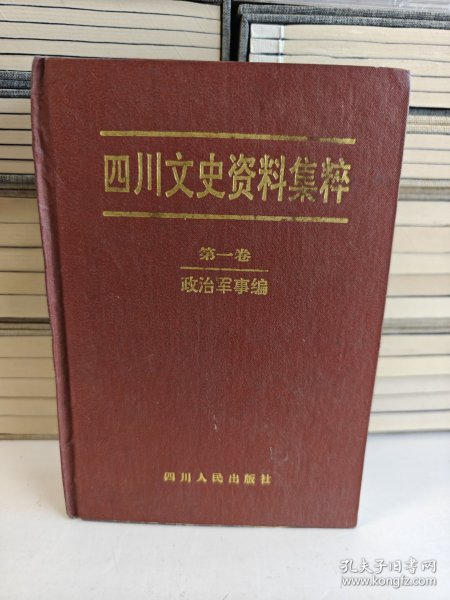 四川文史资料集粹
第一卷
政治军事编
四川人民出版社
孔夫子旧书网
www.kongfz.com